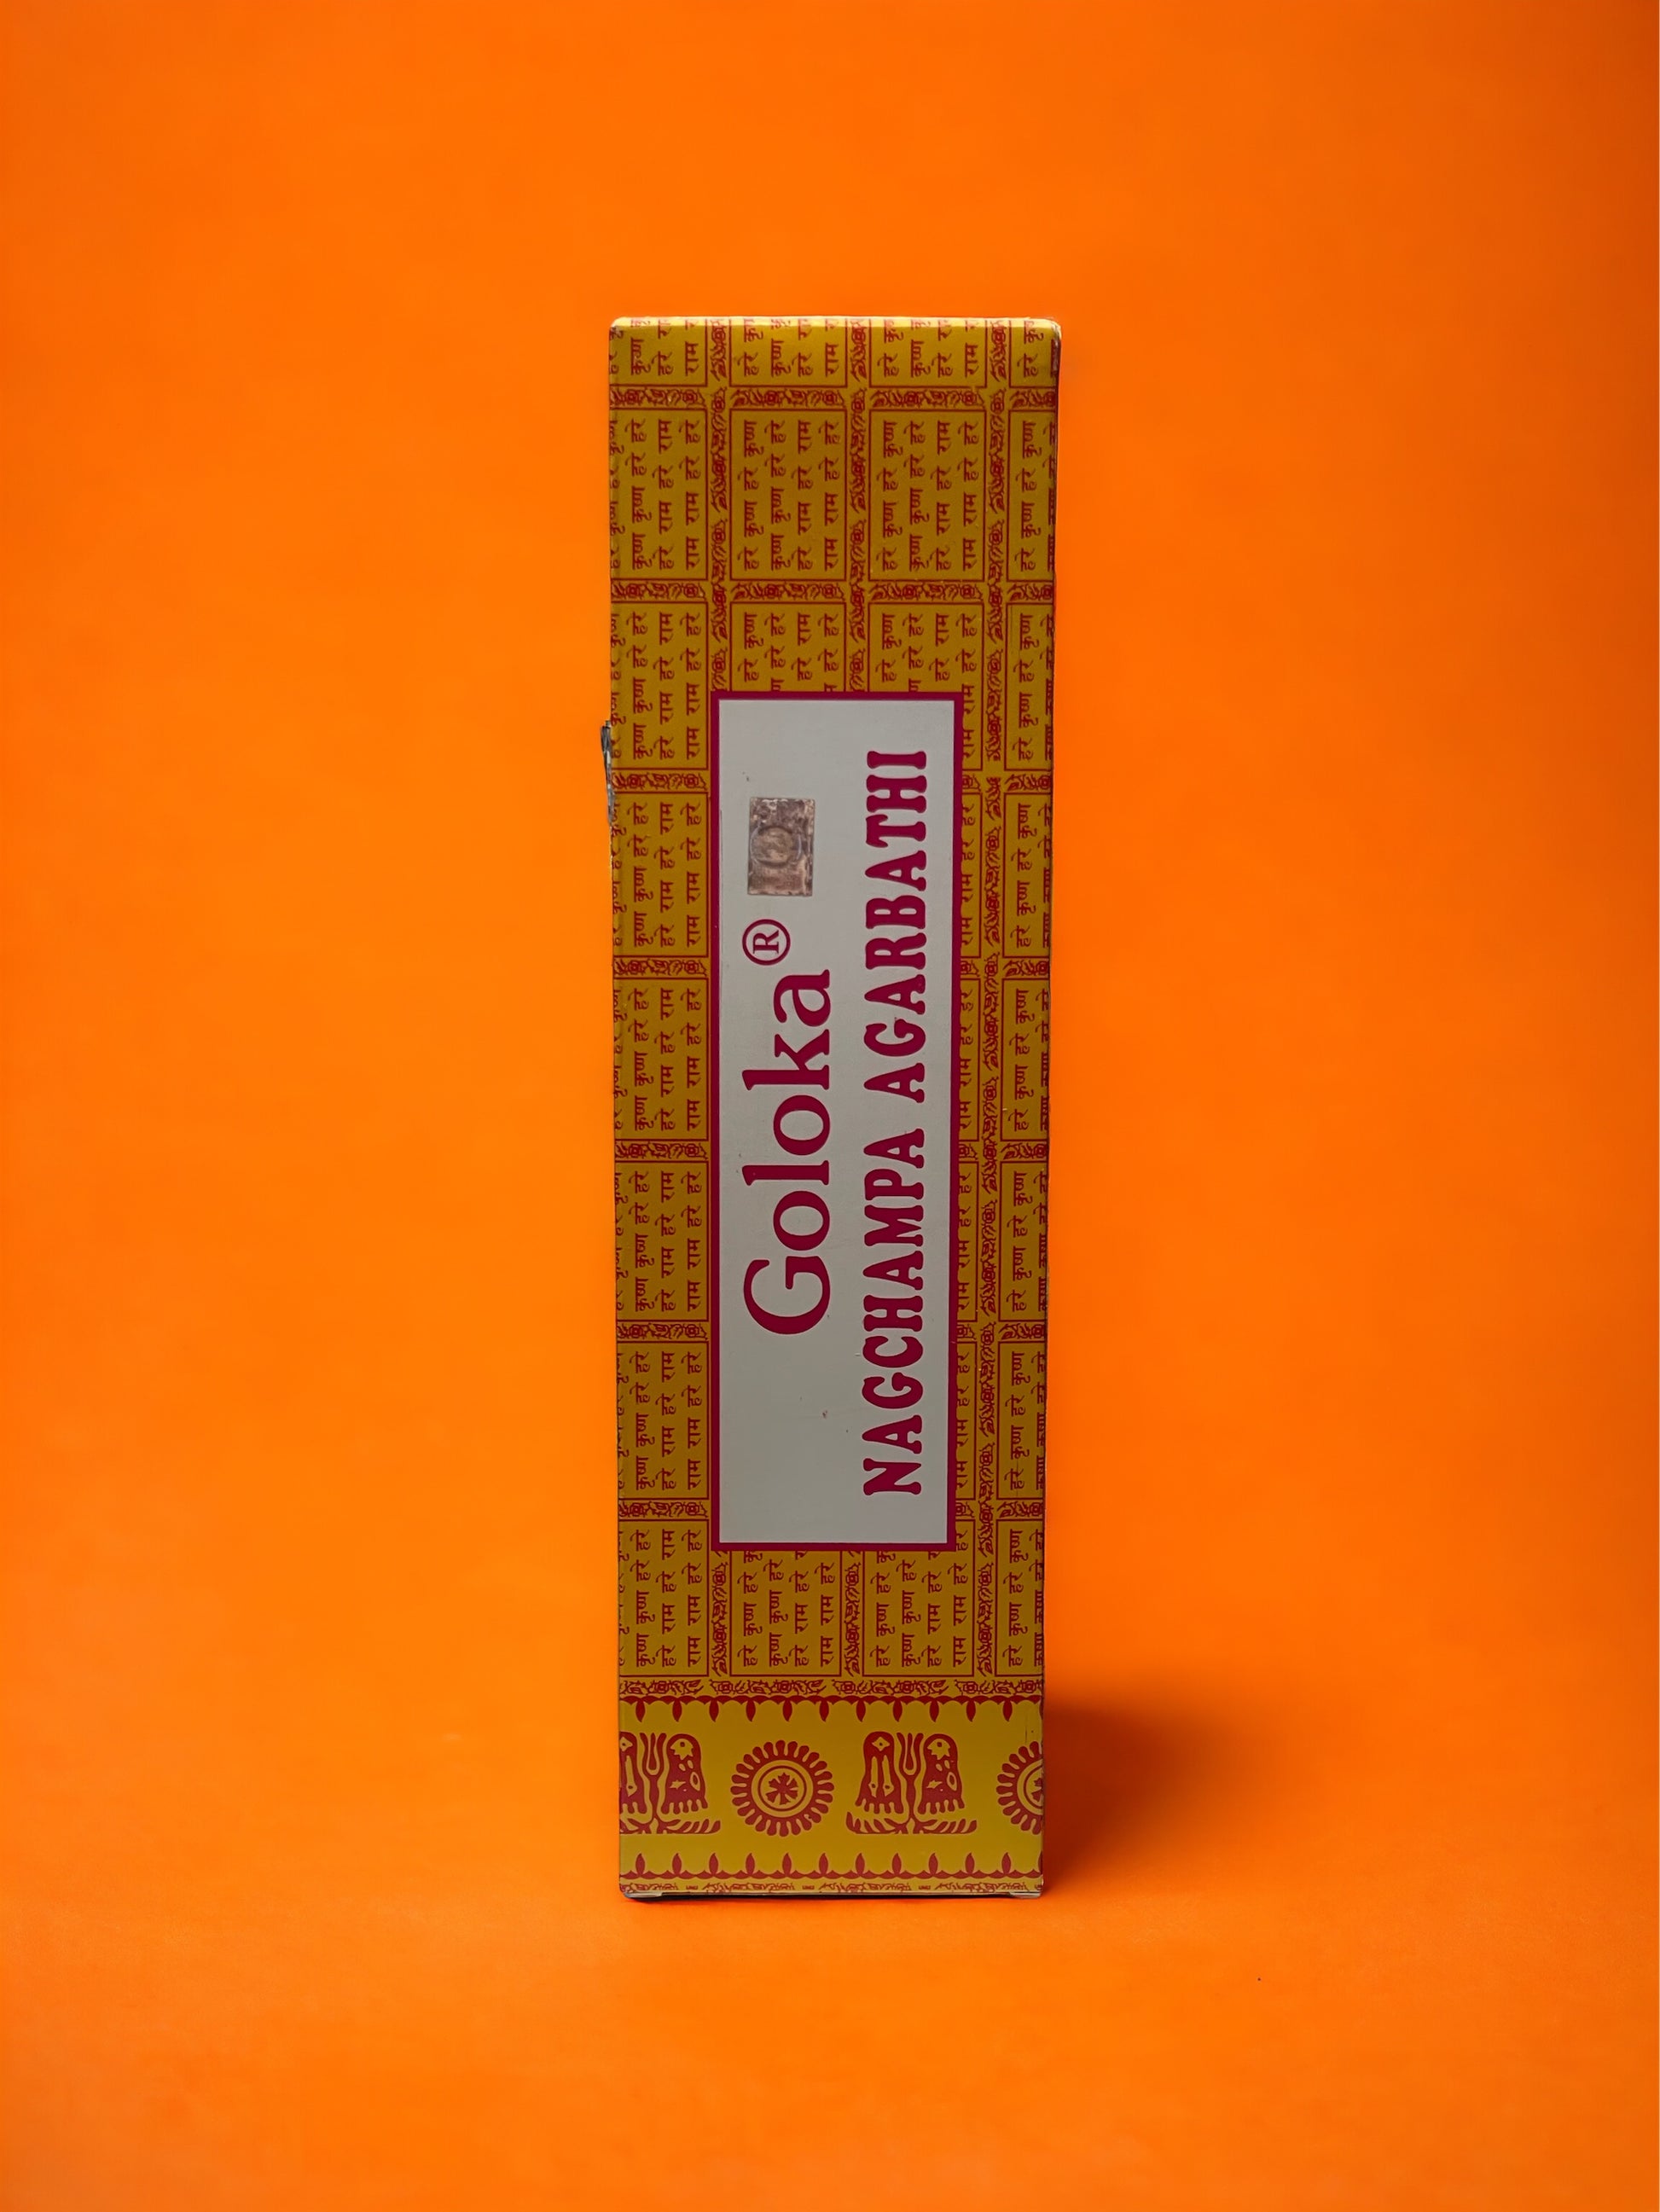 Goloka®
NAGCHAMPA AGARBATHI
हरे कृष्ण हरे कृष्ण
कृष्ण कृष्ण हरे हरे
हरे राम हरे राम
राम राम हरे हरे